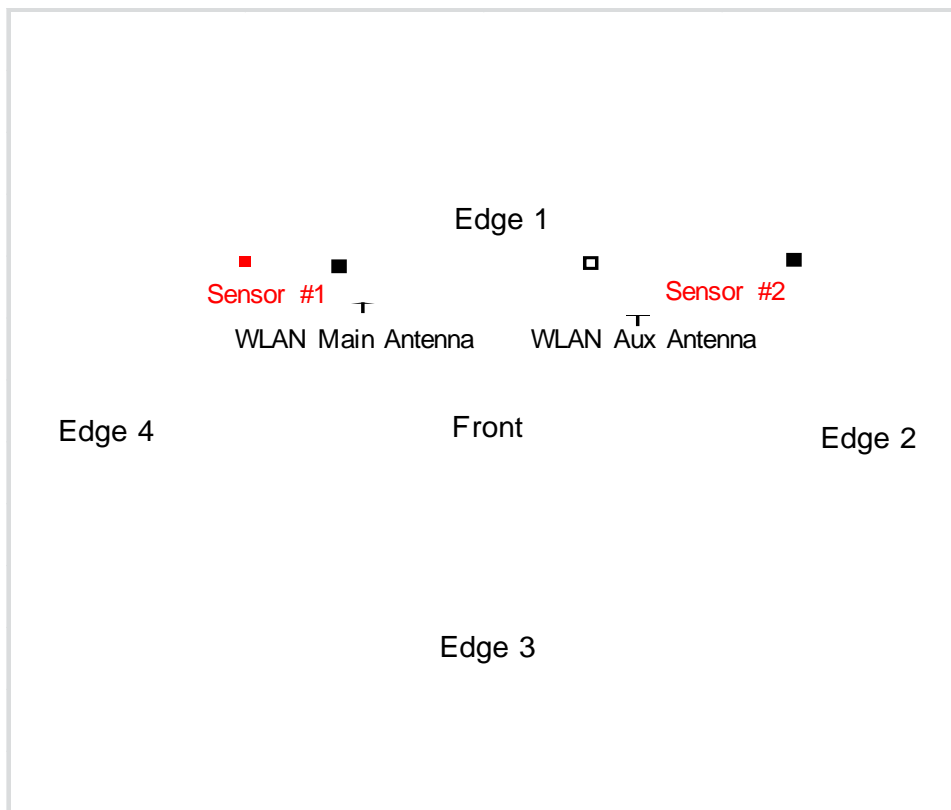 Edge 1
Sensor #1
Sensor #2
WLAN Main Antenna
WLAN Aux Antenna
Edge 4
Front
Edge 2
Edge 3